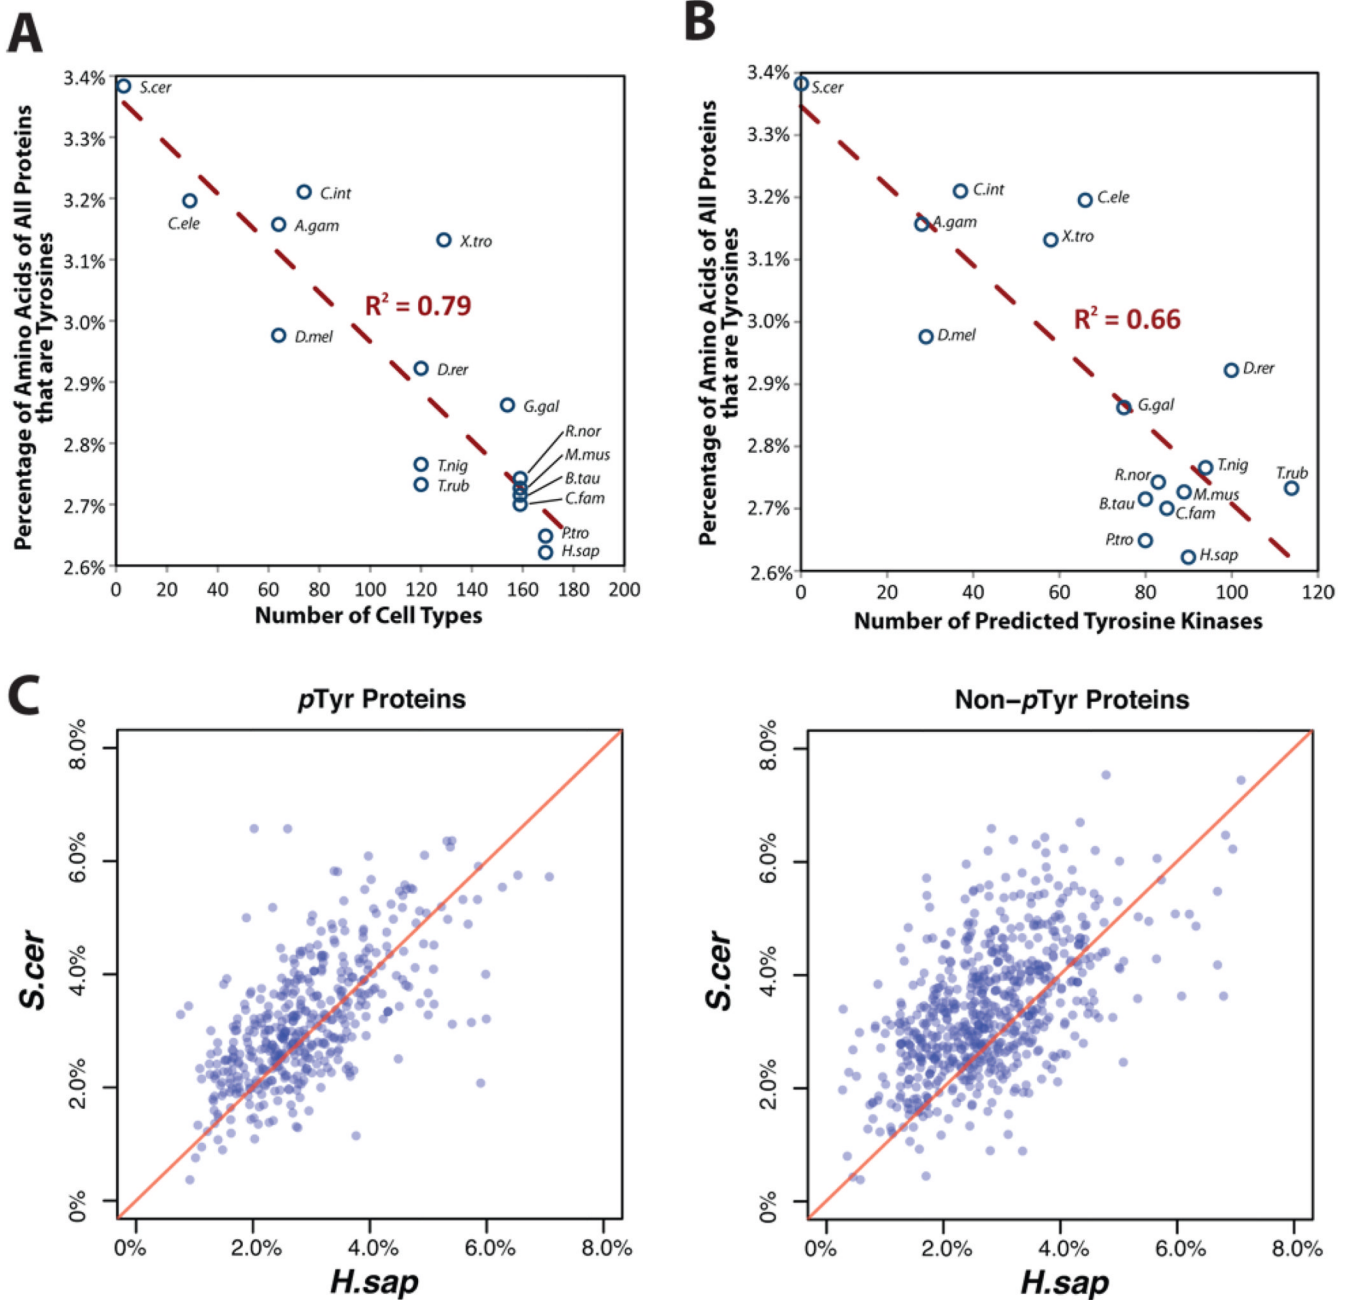 A
Percentage of Amino Acids of All Proteins
that are Tyrosines
3.4%
3.3%
3.2%
3.1%
3.0%
2.9%
2.8%
2.7%
2.6%
S.cer
C.int
C.ele
A.gam
X.tro
R² = 0.79
D.mel
D.rer
G.gal
R.nor
M.mus
T.nig
B.tau
T.rub
C.fam
P.tro
H.sap
0 20 40 60 80 100 120 140 160 180 200
Number of Cell Types
B
Percentage of Amino Acids of All Proteins
that are Tyrosines
3.4%
3.3%
3.2%
3.1%
3.0%
2.9%
2.8%
2.7%
2.6%
S.cer
C.int
C.ele
A.gam
X.tro
R² = 0.66
D.mel
D.rer
G.gal
T.nig
R.nor
T.rub
M.mus
B.tau
C.fam
P.tro
H.sap
0 20 40 60 80 100 120
Number of Predicted Tyrosine Kinases
C
pTyr Proteins
S.cer
8.0%
6.0%
4.0%
2.0%
0%
0% 2.0% 4.0% 6.0% 8.0%
H.sap
Non–pTyr Proteins
S.cer
8.0%
6.0%
4.0%
2.0%
0%
0% 2.0% 4.0% 6.0% 8.0%
H.sap